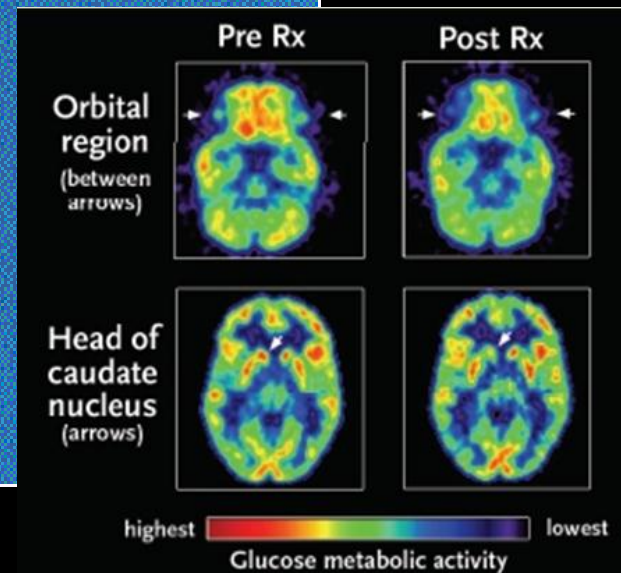 Pre Rx
Post Rx
Orbital
region
(between
arrows)
Head of
caudate
nucleus
(arrows)
highest
lowest
Glucose metabolic activity